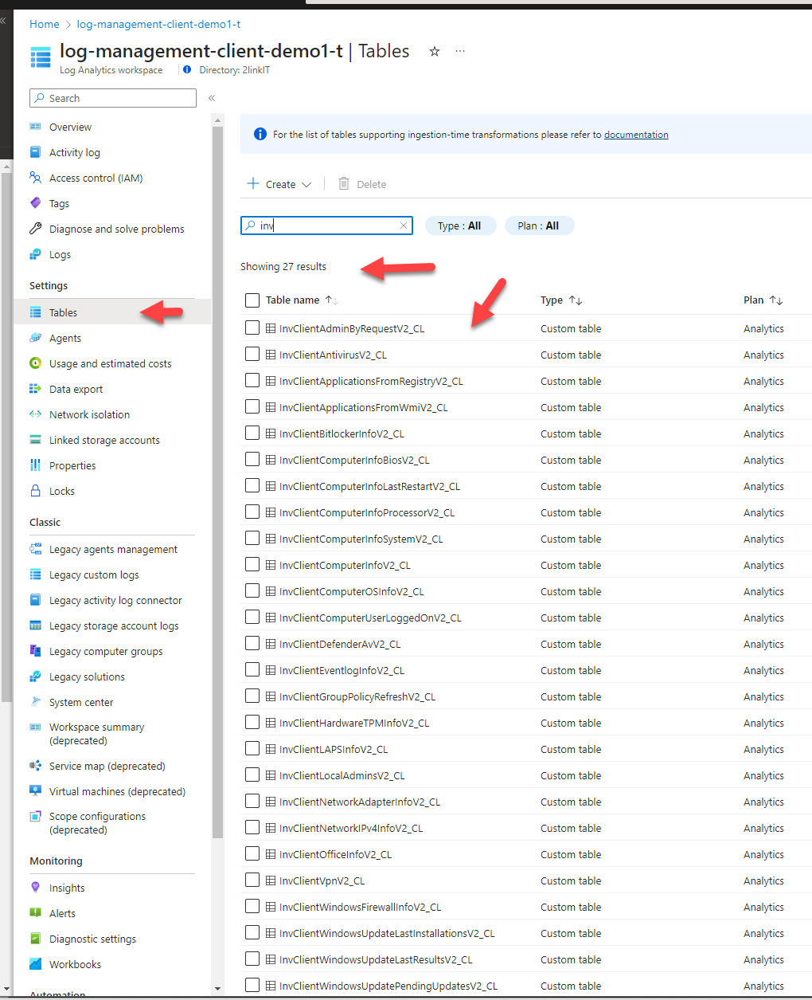 Home > log-management-client-demo1-t
log-management-client-demo1-t | Tables
Log Analytics workspace
Directory: 2linkIT
Search
Overview
Activity log
Access control (IAM)
Tags
Diagnose and solve problems
Logs
Settings
Tables
Agents
Usage and estimated costs
Data export
Network isolation
Linked storage accounts
Properties
Locks
Classic
Legacy agents management
Legacy custom logs
Legacy activity log connector
Legacy storage account logs
Legacy computer groups
Legacy solutions
System center
Workspace summary
(deprecated)
Service map (deprecated)
Virtual machines (deprecated)
Scope configurations
(deprecated)
Monitoring
Insights
Alerts
Diagnostic settings
Workbooks
Automation
For the list of tables supporting ingestion-time transformations please refer to documentation
Create Delete
inv Type : All Plan : All
Showing 27 results
Table name Type Plan
InvClientAdminByRequestV2_CL Custom table Analytics
InvClientAntivirusV2_CL Custom table Analytics
InvClientApplicationsFromRegistryV2_CL Custom table Analytics
InvClientApplicationsFromWmiV2_CL Custom table Analytics
InvClientBitlockerInfoV2_CL Custom table Analytics
InvClientComputerInfoBiosV2_CL Custom table Analytics
InvClientComputerInfoLastRestartV2_CL Custom table Analytics
InvClientComputerInfoProcessorV2_CL Custom table Analytics
InvClientComputerInfoSystemV2_CL Custom table Analytics
InvClientComputerInfoV2_CL Custom table Analytics
InvClientComputerOSInfoV2_CL Custom table Analytics
InvClientComputerUserLoggedOnV2_CL Custom table Analytics
InvClientDefenderAvV2_CL Custom table Analytics
InvClientEventlogInfoV2_CL Custom table Analytics
InvClientGroupPolicyRefreshV2_CL Custom table Analytics
InvClientHardwareTPMInfoV2_CL Custom table Analytics
InvClientLAPSInfoV2_CL Custom table Analytics
InvClientLocalAdminsV2_CL Custom table Analytics
InvClientNetworkAdapterInfoV2_CL Custom table Analytics
InvClientNetworkIPv4InfoV2_CL Custom table Analytics
InvClientOfficeInfoV2_CL Custom table Analytics
InvClientVpnV2_CL Custom table Analytics
InvClientWindowsFirewallInfoV2_CL Custom table Analytics
InvClientWindowsUpdateLastInstallationsV2_CL Custom table Analytics
InvClientWindowsUpdateLastResultsV2_CL Custom table Analytics
InvClientWindowsUpdatePendingUpdatesV2_CL Custom table Analytics